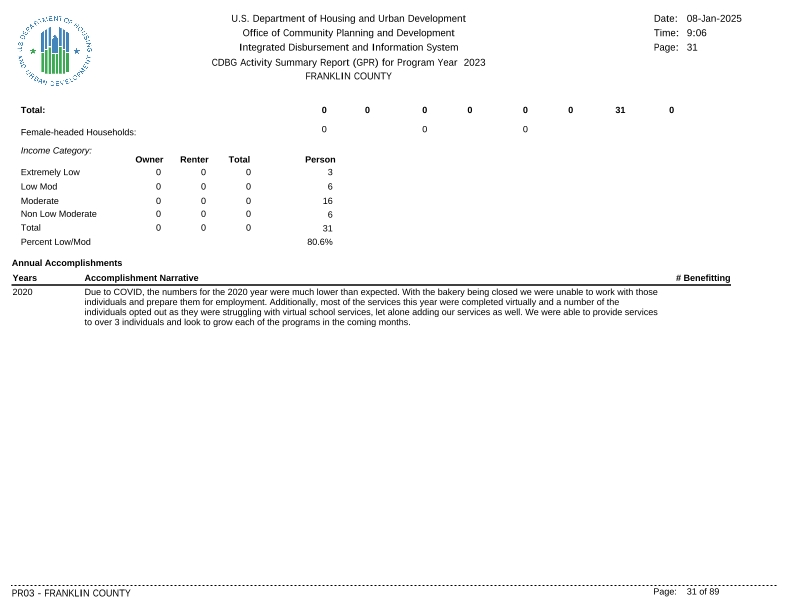 U.S. DEPARTMENT OF HOUSING AND URBAN DEVELOPMENT
U.S. Department of Housing and Urban Development
Office of Community Planning and Development
Integrated Disbursement and Information System
CDBG Activity Summary Report (GPR) for Program Year 2023
FRANKLIN COUNTY
Date: 08-Jan-2025
Time: 9:06
Page: 31
Total: 0 0 0 0 0 0 31 0
Female-headed Households: 0 0 0
Income Category:
Owner Renter Total Person
Extremely Low 0 0 0 3
Low Mod 0 0 0 6
Moderate 0 0 0 16
Non Low Moderate 0 0 0 6
Total 0 0 0 31
Percent Low/Mod 80.6%
Annual Accomplishments
Years Accomplishment Narrative # Benefitting
2020 Due to COVID, the numbers for the 2020 year were much lower than expected. With the bakery being closed we were unable to work with those
individuals and prepare them for employment. Additionally, most of the services this year were completed virtually and a number of the
individuals opted out as they were struggling with virtual school services, let alone adding our services as well. We were able to provide services
to over 3 individuals and look to grow each of the programs in the coming months.
PR03 - FRANKLIN COUNTY Page: 31 of 89